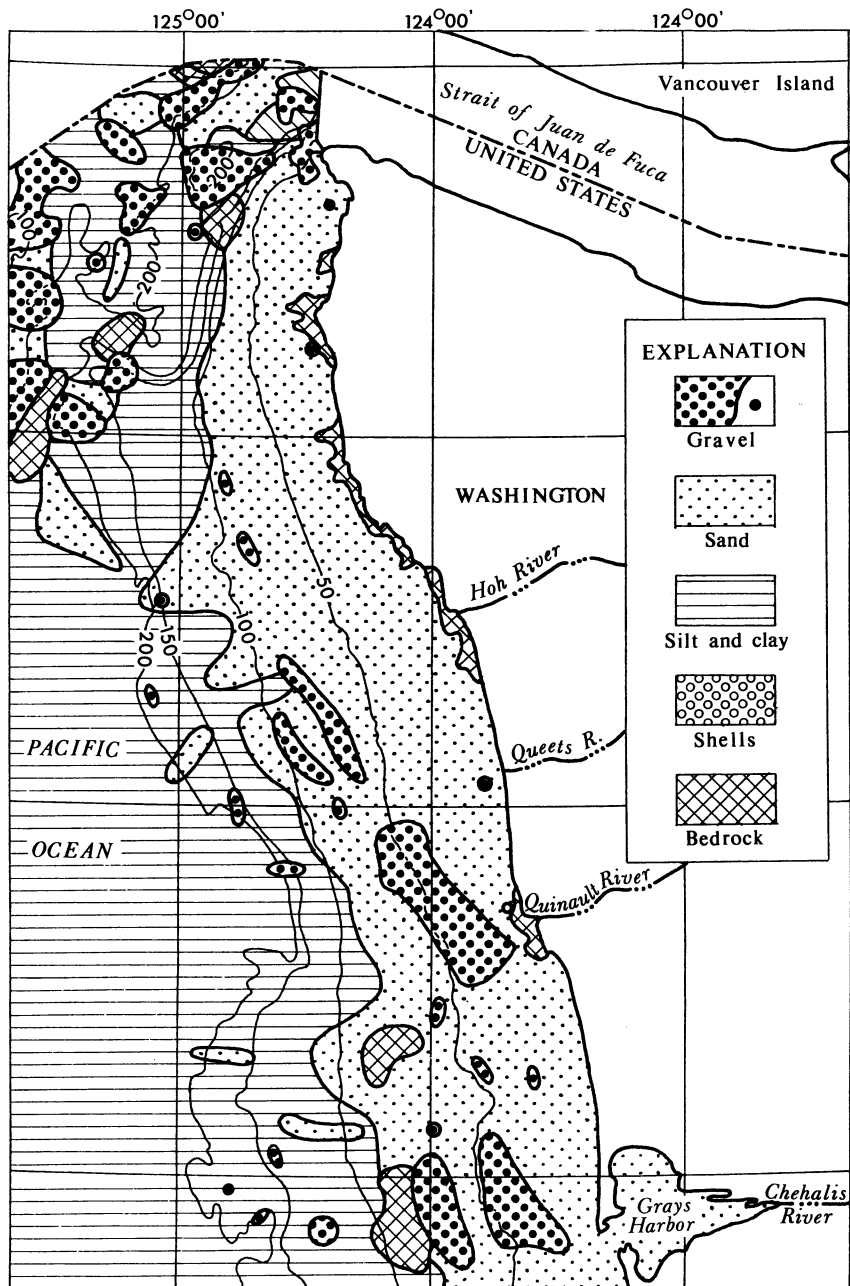 125°00' 124°00' 124°00'
Vancouver Island
Strait of Juan de Fuca
CANADA
UNITED STATES
200
100
200
EXPLANATION
Gravel
Sand
Silt and clay
Shells
Bedrock
WASHINGTON
Hoh River
50
100
150
200
Queets R.
PACIFIC
OCEAN
Quinault River
Grays
Harbor
Chehalis
River